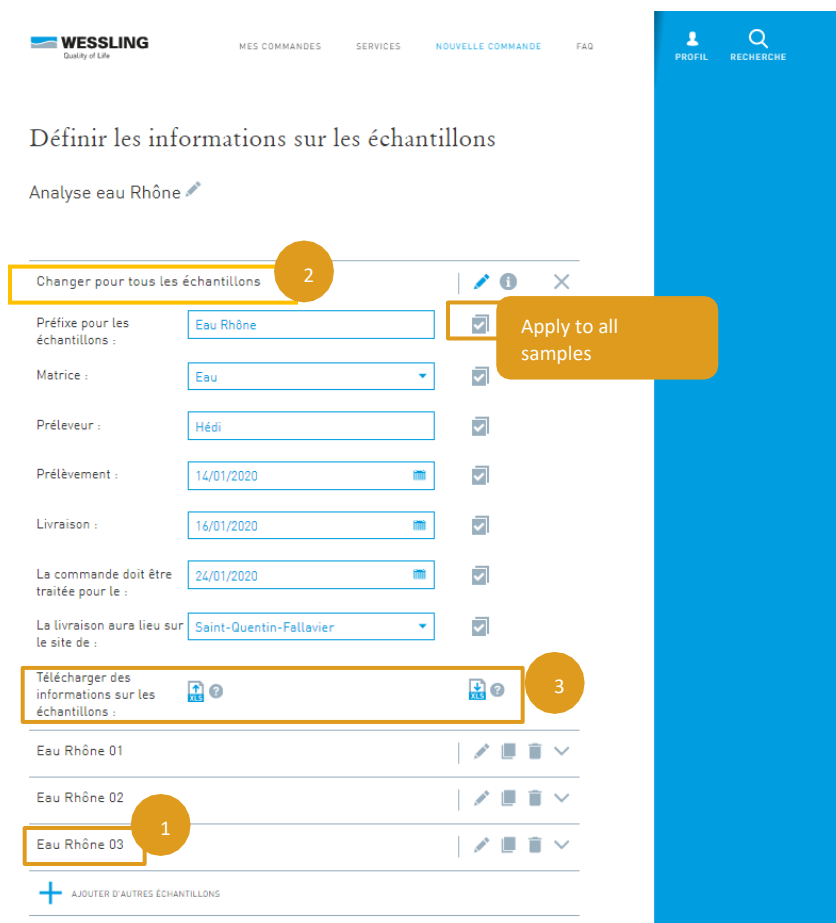 WESSLING
Quality of Life
MES COMMANDES SERVICES NOUVELLE COMMANDE FAQ
PROFIL RECHERCHE
Définir les informations sur les échantillons
Analyse eau Rhône
Changer pour tous les échantillons
2
Préfixe pour les
échantillons :
Eau Rhône
Apply to all
samples
Matrice :
Eau
Préleveur :
Hédi
Prélèvement :
14/01/2020
Livraison :
16/01/2020
La commande doit être
traitée pour le :
24/01/2020
La livraison aura lieu sur
le site de :
Saint-Quentin-Fallavier
Télécharger des
informations sur les
échantillons :
XLS
XLS
3
Eau Rhône 01
Eau Rhône 02
1
Eau Rhône 03
AJOUTER D'AUTRES ÉCHANTILLONS